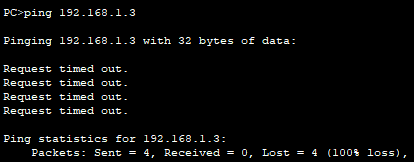 PC>ping 192.168.1.3
Pinging 192.168.1.3 with 32 bytes of data:
Request timed out.
Request timed out.
Request timed out.
Request timed out.
Ping statistics for 192.168.1.3:
    Packets: Sent = 4, Received = 0, Lost = 4 (100% loss),